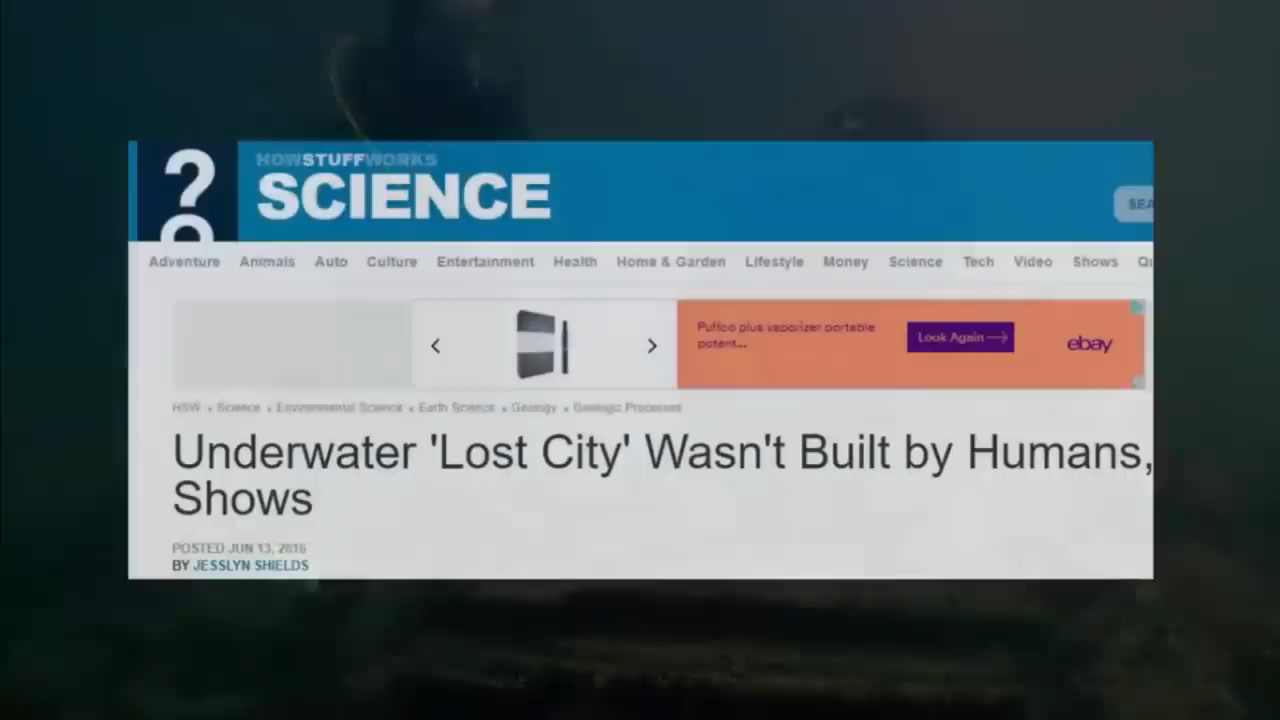 ?
HOWSTUFFWORKS
SCIENCE
SEA
Adventure Animals Auto Culture Entertainment Health Home & Garden Lifestyle Money Science Tech Video Shows Qu
Puffco plus vaporizer portable
potent...
Look Again
ebay
HSW Science Environmental Science Earth Science Geology Geologic Processes
Underwater 'Lost City' Wasn't Built by Humans,
Shows
POSTED JUN 13, 2016
BY JESSLYN SHIELDS